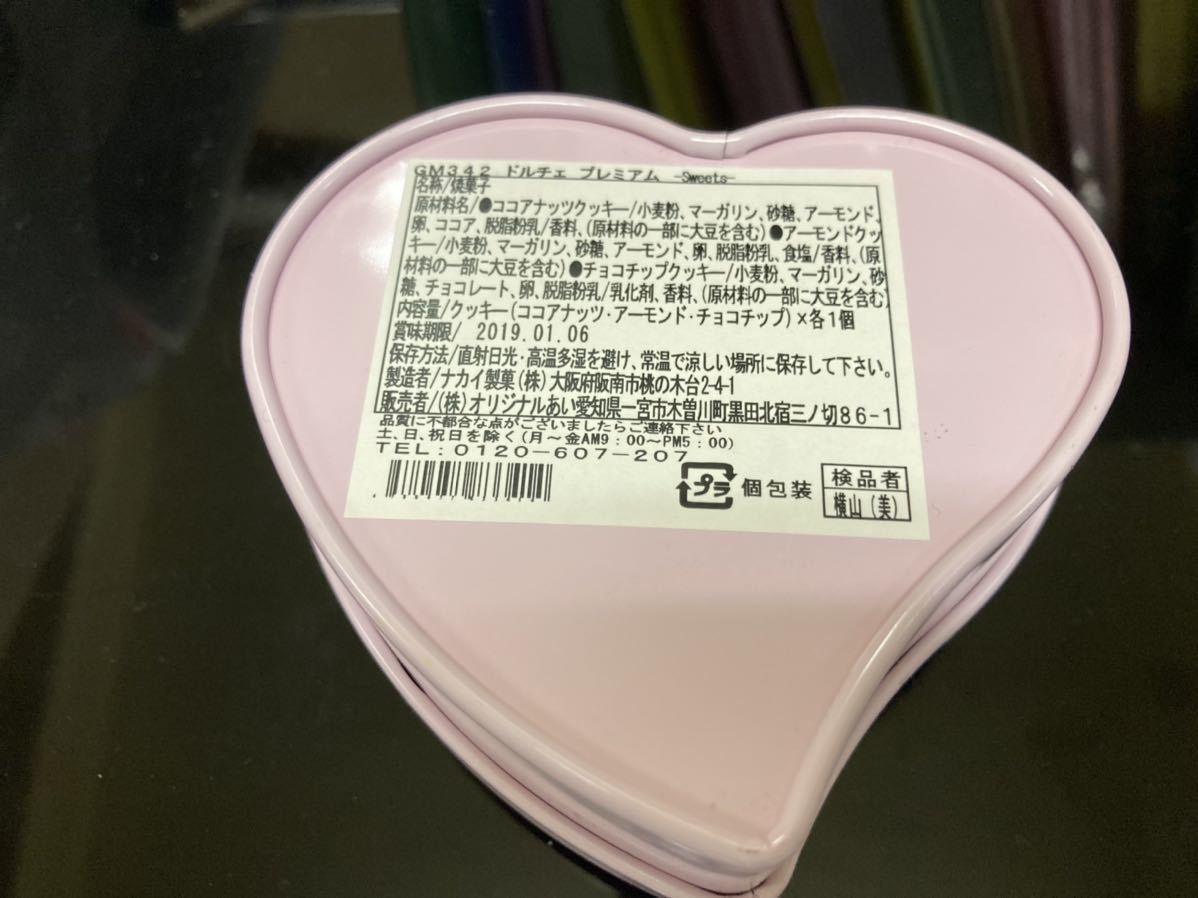 GM342 ドルチェ プレミアム -Sweets-
名称/焼菓子
原材料名/●ココアナッツクッキー/小麦粉、マーガリン、砂糖、アーモンド、
卵、ココア、脱脂粉乳/香料、(原材料の一部に大豆を含む)●アーモンドクッ
キー/小麦粉、マーガリン、砂糖、アーモンド、卵、脱脂粉乳、食塩/香料、(原
材料の一部に大豆を含む)●チョコチップクッキー/小麦粉、マーガリン、砂
糖、チョコレート、卵、脱脂粉乳/乳化剤、香料、(原材料の一部に大豆を含む)
内容量/クッキー(ココアナッツ・アーモンド・チョコチップ)×各1個
賞味期限/ 2019.01.06
保存方法/直射日光・高温多湿を避け、常温で涼しい場所に保存して下さい。
製造者/ナカイ製菓(株)大阪府阪南市桃の木台2-4-1
販売者/(株)オリジナルあい愛知県一宮市木曽川町黒田北宿三ノ切86-1
品質に不都合な点がございましたらご連絡下さい
土、日、祝日を除く(月～金AM9:00～PM5:00)
TEL:0120-607-207
プラ 個包装
検品者
横山(美)